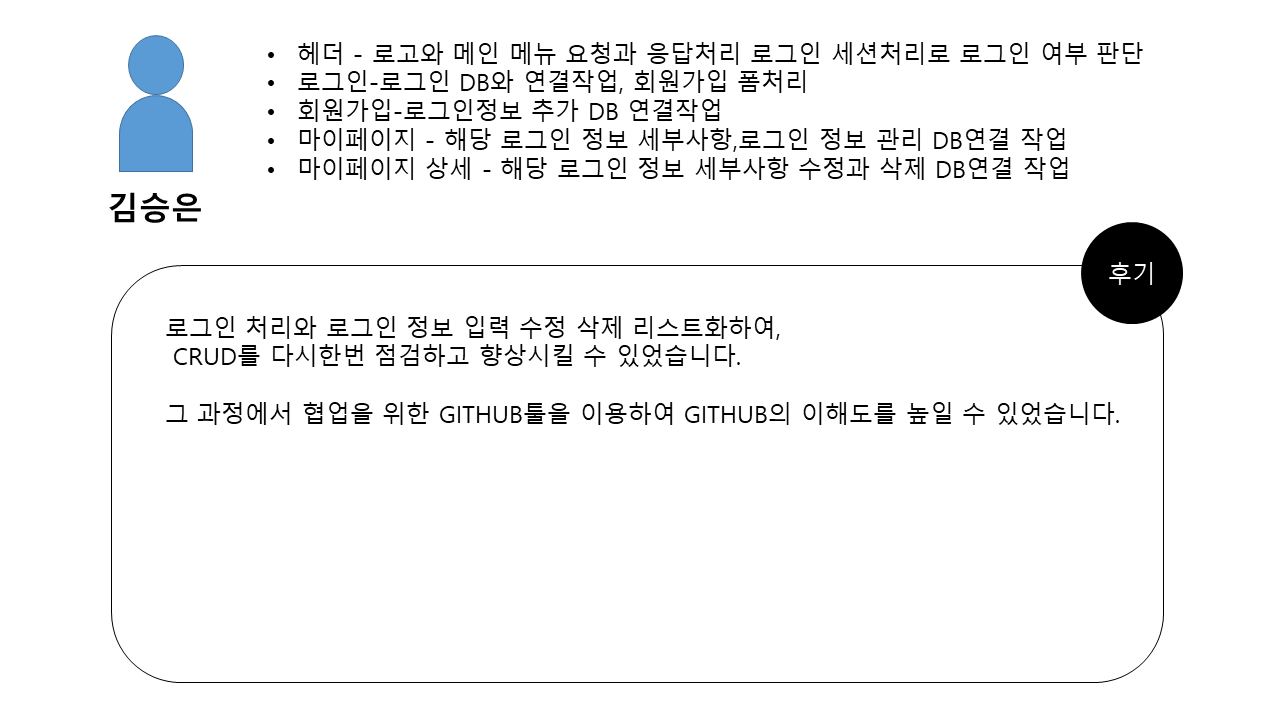 • 헤더 - 로고와 메인 메뉴 요청과 응답처리 로그인 세션처리로 로그인 여부 판단
• 로그인-로그인 DB와 연결작업, 회원가입 폼처리
• 회원가입-로그인정보 추가 DB 연결작업
• 마이페이지 - 해당 로그인 정보 세부사항,로그인 정보 관리 DB연결 작업
• 마이페이지 상세 - 해당 로그인 정보 세부사항 수정과 삭제 DB연결 작업
김승은
후기
로그인 처리와 로그인 정보 입력 수정 삭제 리스트화하여,
CRUD를 다시한번 점검하고 향상시킬 수 있었습니다.
그 과정에서 협업을 위한 GITHUB툴을 이용하여 GITHUB의 이해도를 높일 수 있었습니다.